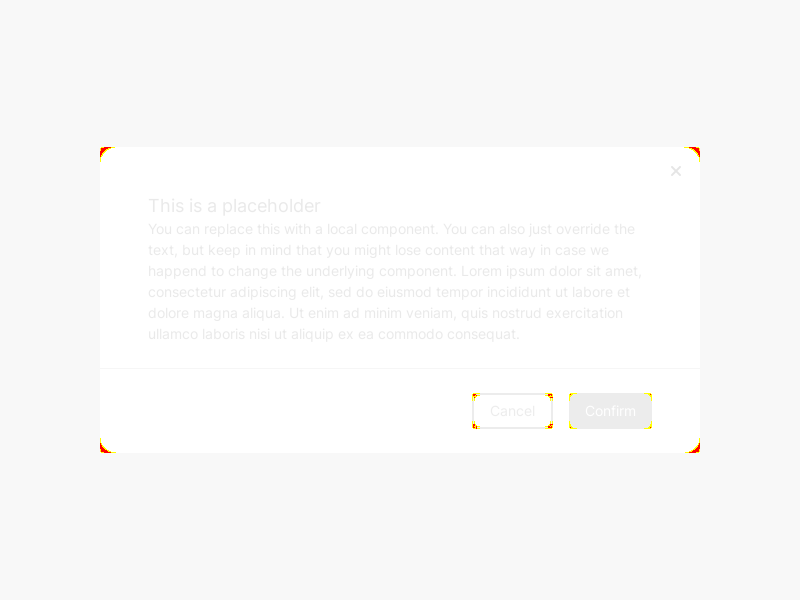 This is a placeholder
You can replace this with a local component. You can also just override the
text, but keep in mind that you might lose content that way in case we
happend to change the underlying component. Lorem ipsum dolor sit amet,
consectetur adipiscing elit, sed do eiusmod tempor incididunt ut labore et
dolore magna aliqua. Ut enim ad minim veniam, quis nostrud exercitation
ullamco laboris nisi ut aliquip ex ea commodo consequat.
Cancel Confirm